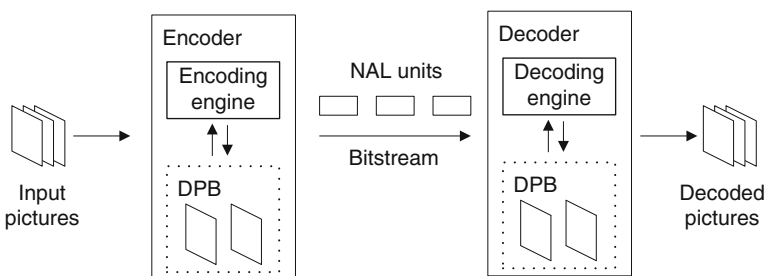 Input
pictures
Encoder
Encoding
engine
DPB
NAL units
Bitstream
Decoder
Decoding
engine
DPB
Decoded
pictures